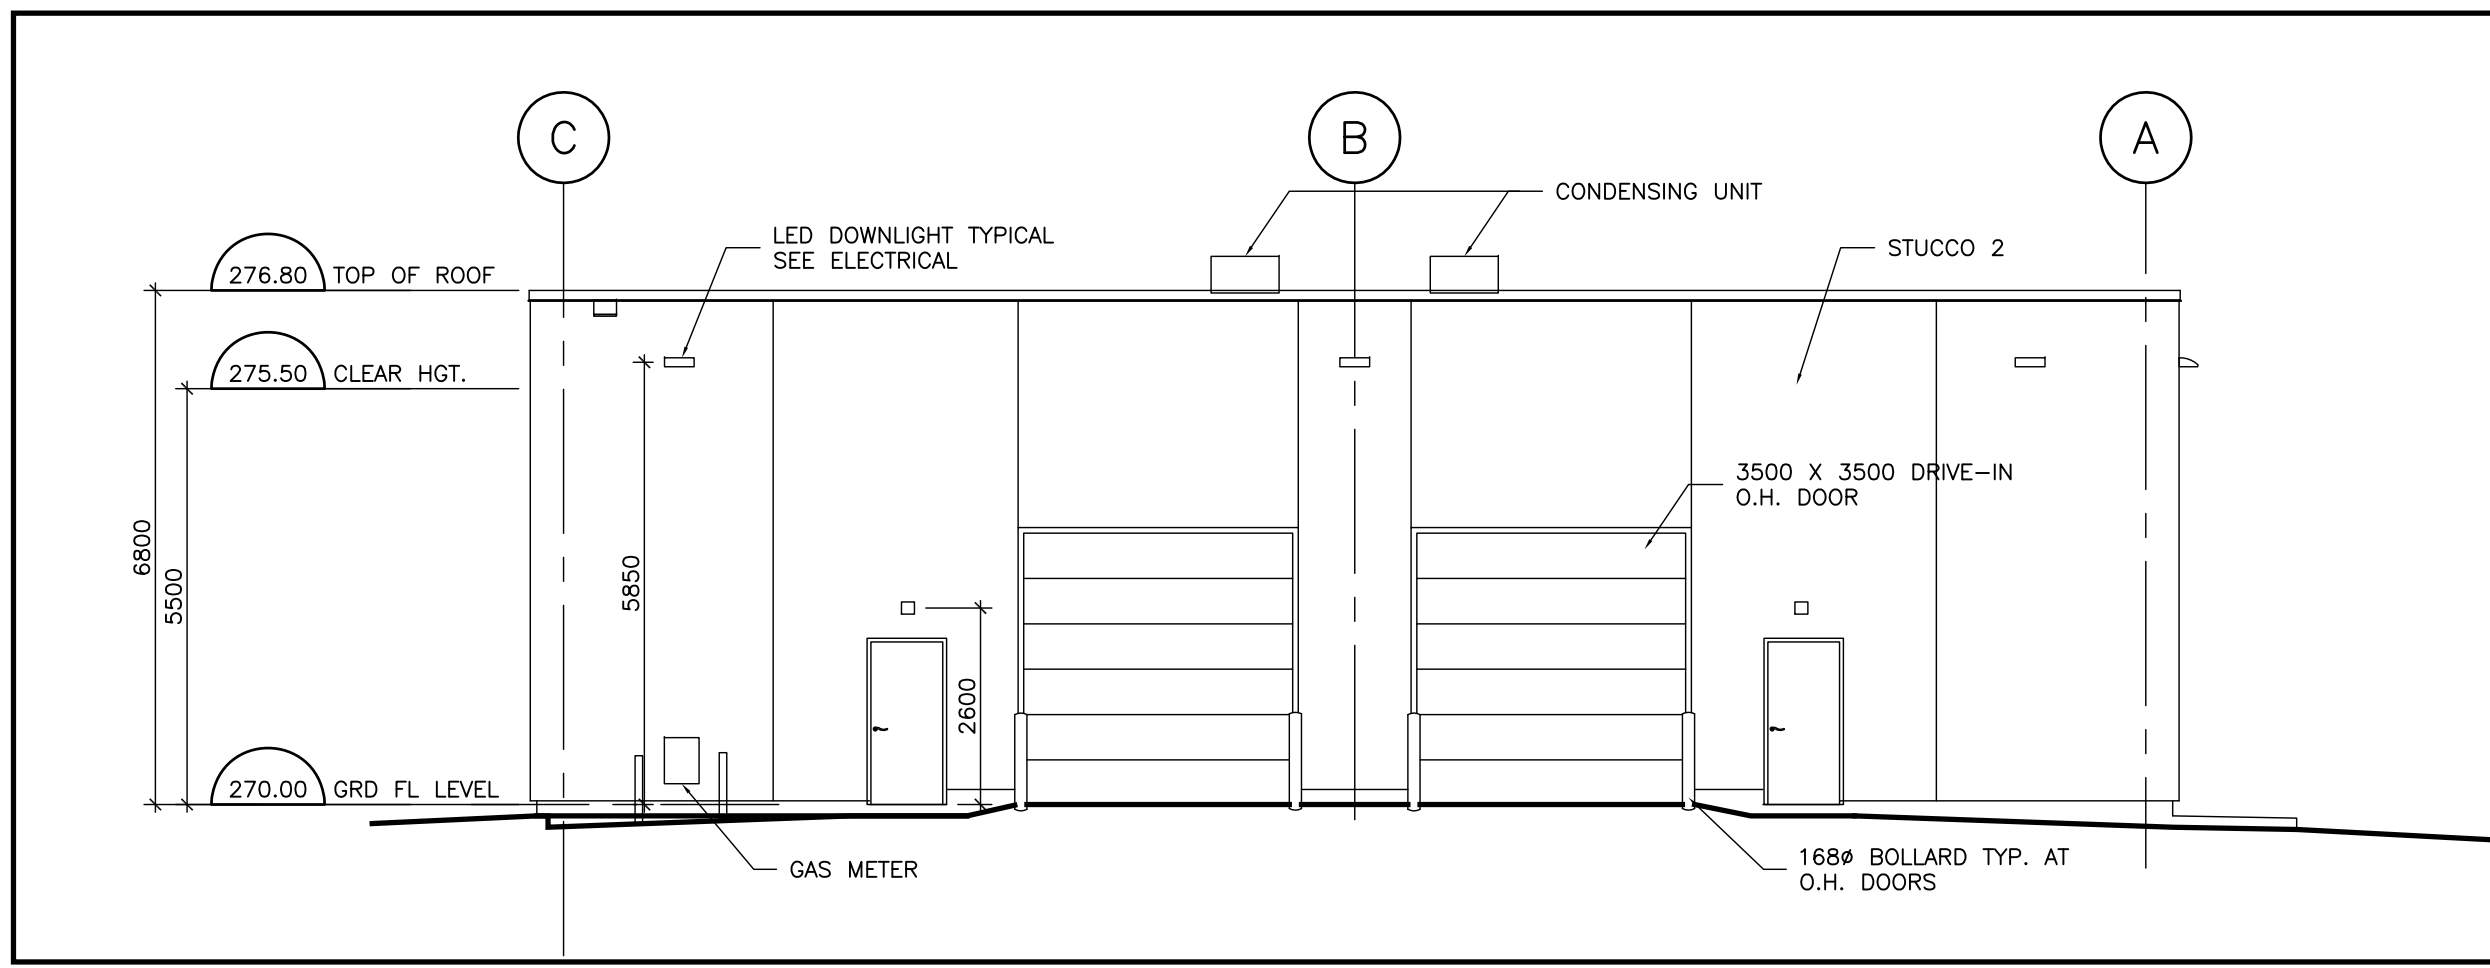 C
B
A
CONDENSING UNIT
LED DOWNLIGHT TYPICAL
SEE ELECTRICAL
STUCCO 2
276.80 TOP OF ROOF
275.50 CLEAR HGT.
3500 X 3500 DRIVE-IN
O.H. DOOR
6800
5500
5850
2600
270.00 GRD FL LEVEL
GAS METER
168ø BOLLARD TYP. AT
O.H. DOORS